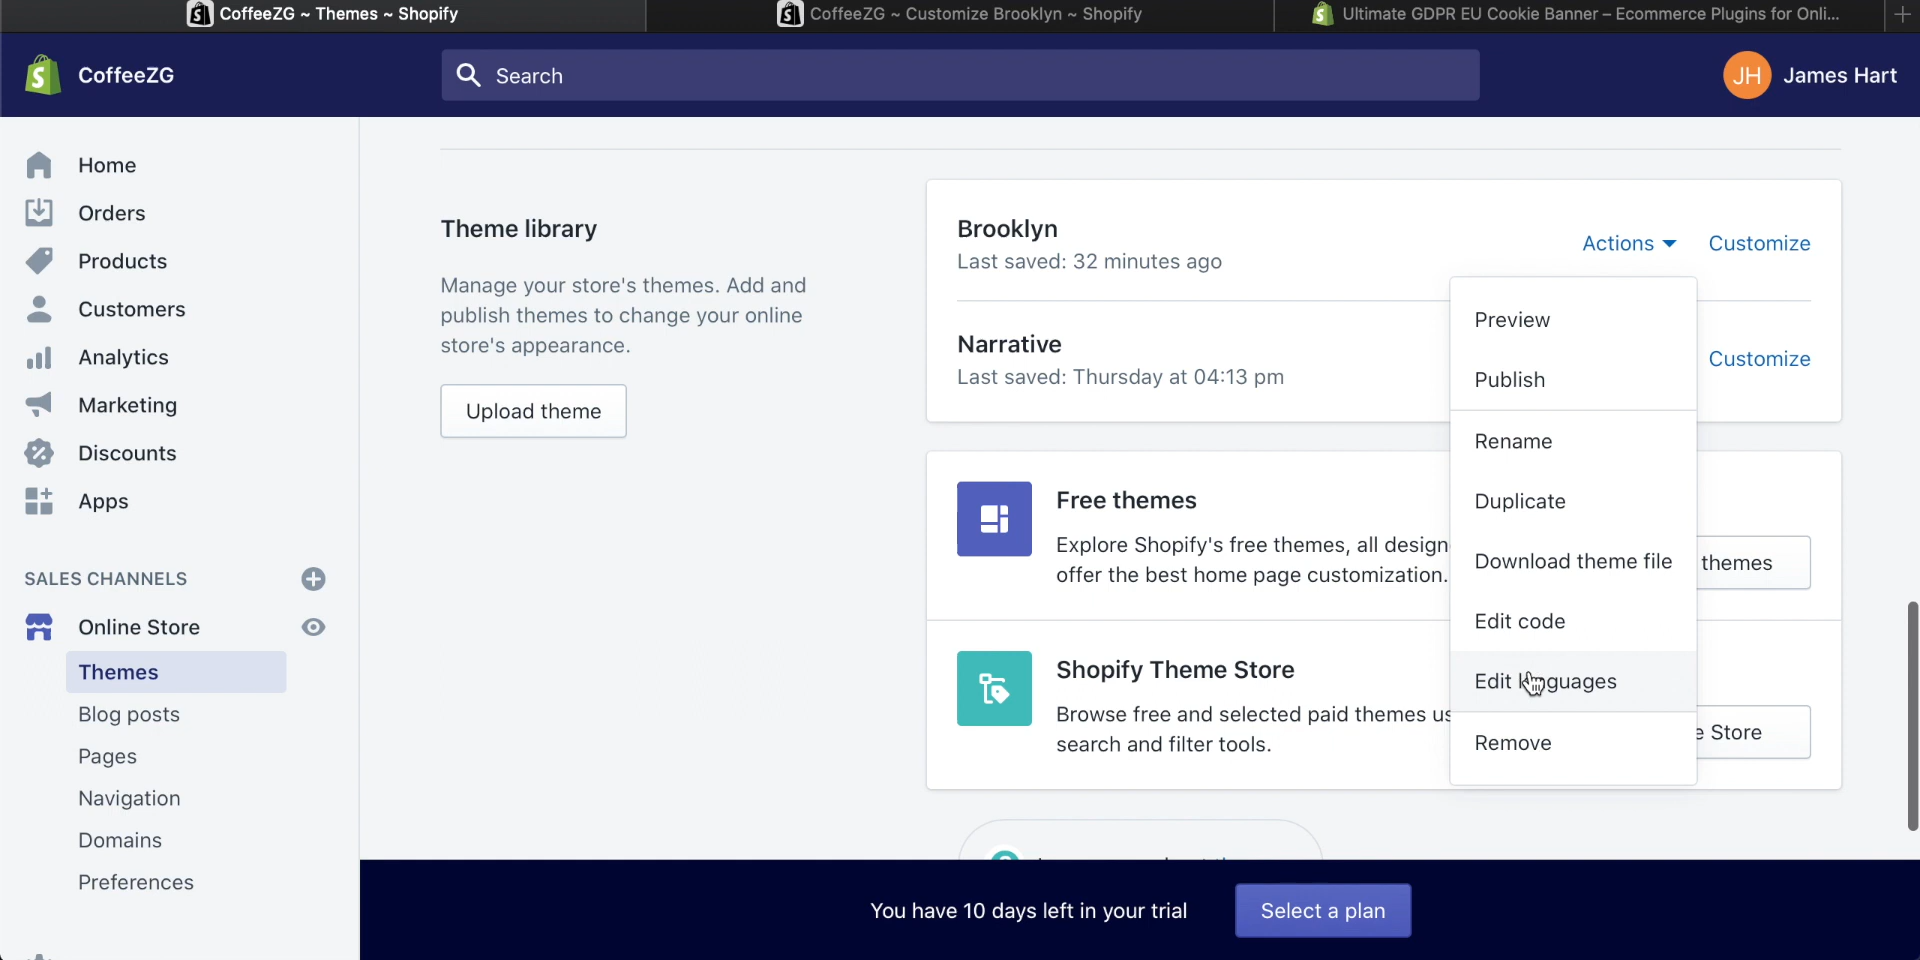 CoffeeZG ~ Themes ~ Shopify
CoffeeZG ~ Customize Brooklyn ~ Shopify
Ultimate GDPR EU Cookie Banner – Ecommerce Plugins for Onli...
CoffeeZG
Search
JH
James Hart
Home
Orders
Products
Customers
Analytics
Marketing
Discounts
Apps
SALES CHANNELS
Online Store
Themes
Blog posts
Pages
Navigation
Domains
Preferences
Theme library
Manage your store's themes. Add and
publish themes to change your online
store's appearance.
Upload theme
Brooklyn
Last saved: 32 minutes ago
Actions
Customize
Narrative
Last saved: Thursday at 04:13 pm
Customize
Preview
Publish
Rename
Duplicate
Download theme file
Edit code
Edit languages
Remove
Free themes
Explore Shopify's free themes, all design
offer the best home page customization.
themes
Shopify Theme Store
Browse free and selected paid themes us
search and filter tools.
e Store
You have 10 days left in your trial
Select a plan